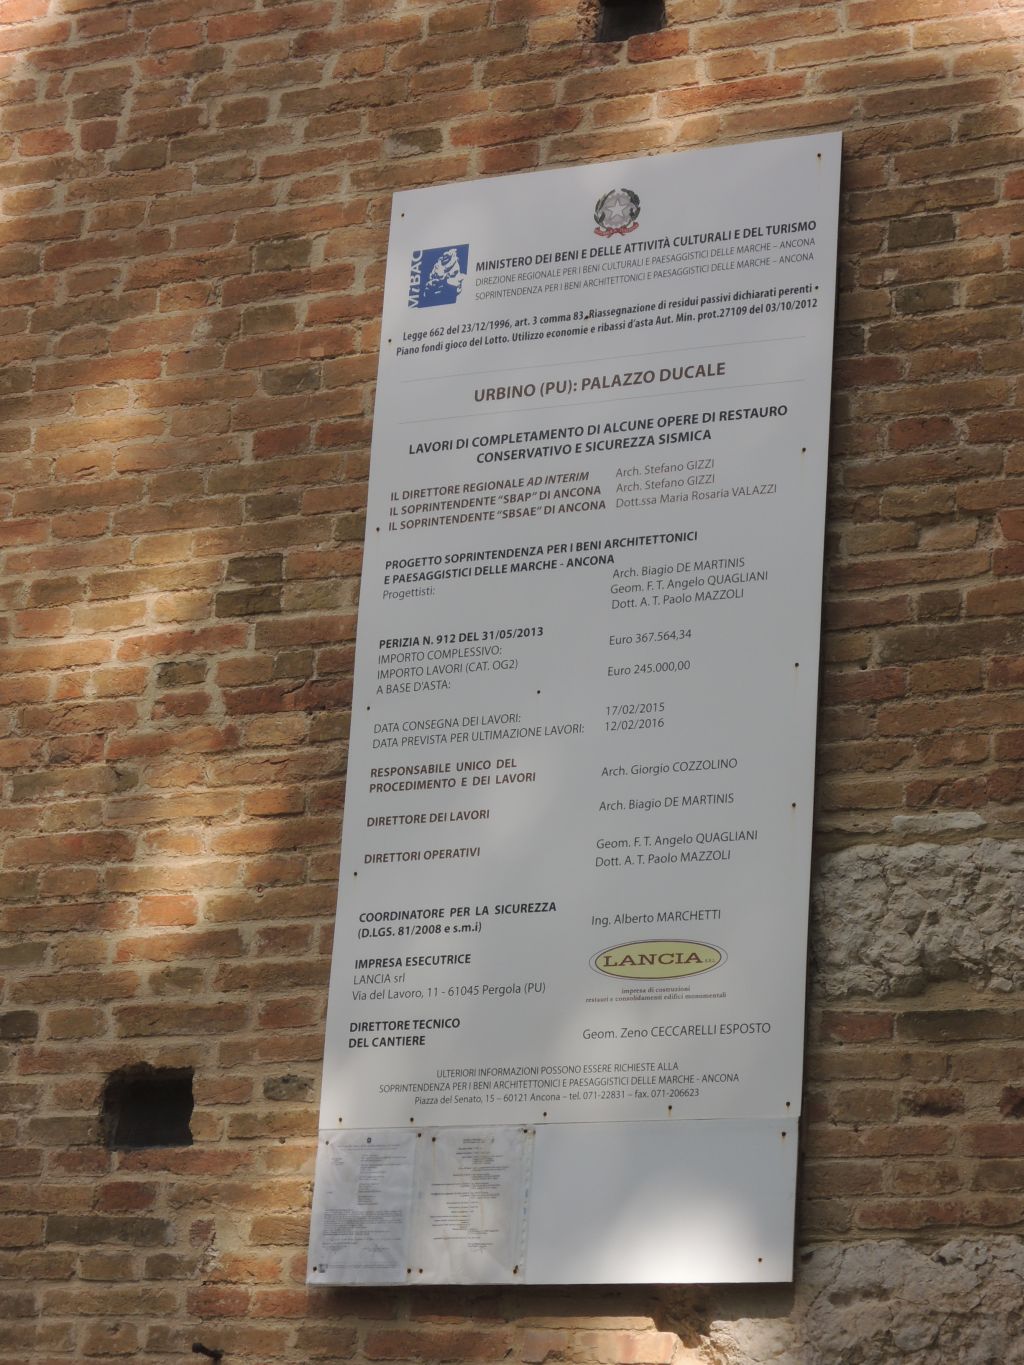 MiBAC
MINISTERO DEI BENI E DELLE ATTIVITÀ CULTURALI E DEL TURISMO
DIREZIONE REGIONALE PER I BENI CULTURALI E PAESAGGISTICI DELLE MARCHE – ANCONA
SOPRINTENDENZA PER I BENI ARCHITETTONICI E PAESAGGISTICI DELLE MARCHE – ANCONA
Legge 662 del 23/12/1996, art. 3 comma 83, Riassegnazione di residui passivi dichiarati perenti
Piano fondi gioco del Lotto. Utilizzo economie e ribassi d'asta Aut. Min. prot.27109 del 03/10/2012
URBINO (PU): PALAZZO DUCALE
LAVORI DI COMPLETAMENTO DI ALCUNE OPERE DI RESTAURO
CONSERVATIVO E SICUREZZA SISMICA
IL DIRETTORE REGIONALE AD INTERIM Arch. Stefano GIZZI
IL SOPRINTENDENTE "SBAP" DI ANCONA Arch. Stefano GIZZI
IL SOPRINTENDENTE "SBSAE" DI ANCONA Dott.ssa Maria Rosaria VALAZZI
PROGETTO SOPRINTENDENZA PER I BENI ARCHITETTONICI
E PAESAGGISTICI DELLE MARCHE - ANCONA
Progettisti: Arch. Biagio DE MARTINIS
Geom. F. T. Angelo QUAGLIANI
Dott. A. T. Paolo MAZZOLI
PERIZIA N. 912 DEL 31/05/2013
IMPORTO COMPLESSIVO: Euro 367.564,34
IMPORTO LAVORI (CAT. OG2)
A BASE D'ASTA: Euro 245.000,00
DATA CONSEGNA DEI LAVORI: 17/02/2015
DATA PREVISTA PER ULTIMAZIONE LAVORI: 12/02/2016
RESPONSABILE UNICO DEL
PROCEDIMENTO E DEI LAVORI Arch. Giorgio COZZOLINO
DIRETTORE DEI LAVORI Arch. Biagio DE MARTINIS
DIRETTORI OPERATIVI Geom. F. T. Angelo QUAGLIANI
Dott. A. T. Paolo MAZZOLI
COORDINATORE PER LA SICUREZZA
(D.LGS. 81/2008 e s.m.i) Ing. Alberto MARCHETTI
IMPRESA ESECUTRICE
LANCIA srl
Via del Lavoro, 11 - 61045 Pergola (PU)
LANCIA s.r.l.
impresa di costruzioni
restauri e consolidamenti edifici monumentali
DIRETTORE TECNICO
DEL CANTIERE Geom. Zeno CECCARELLI ESPOSTO
ULTERIORI INFORMAZIONI POSSONO ESSERE RICHIESTE ALLA
SOPRINTENDENZA PER I BENI ARCHITETTONICI E PAESAGGISTICI DELLE MARCHE - ANCONA
Piazza del Senato, 15 – 60121 Ancona – tel. 071-22831 – fax. 071-206623